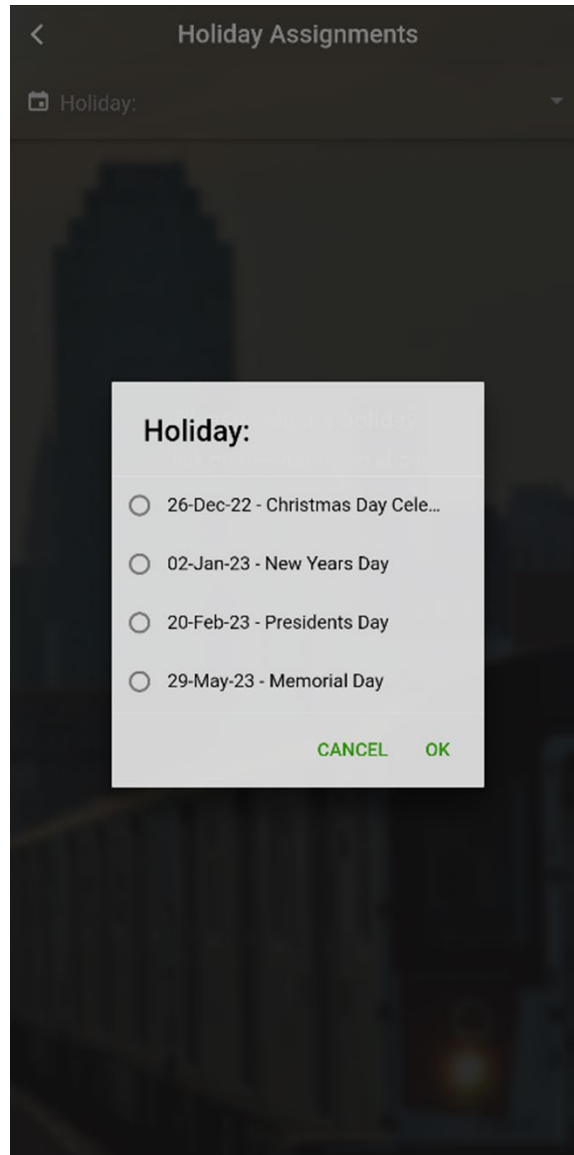 Holiday Assignments
Holiday:
Holiday:
26-Dec-22 - Christmas Day Cele...
02-Jan-23 - New Years Day
20-Feb-23 - Presidents Day
29-May-23 - Memorial Day
CANCEL OK